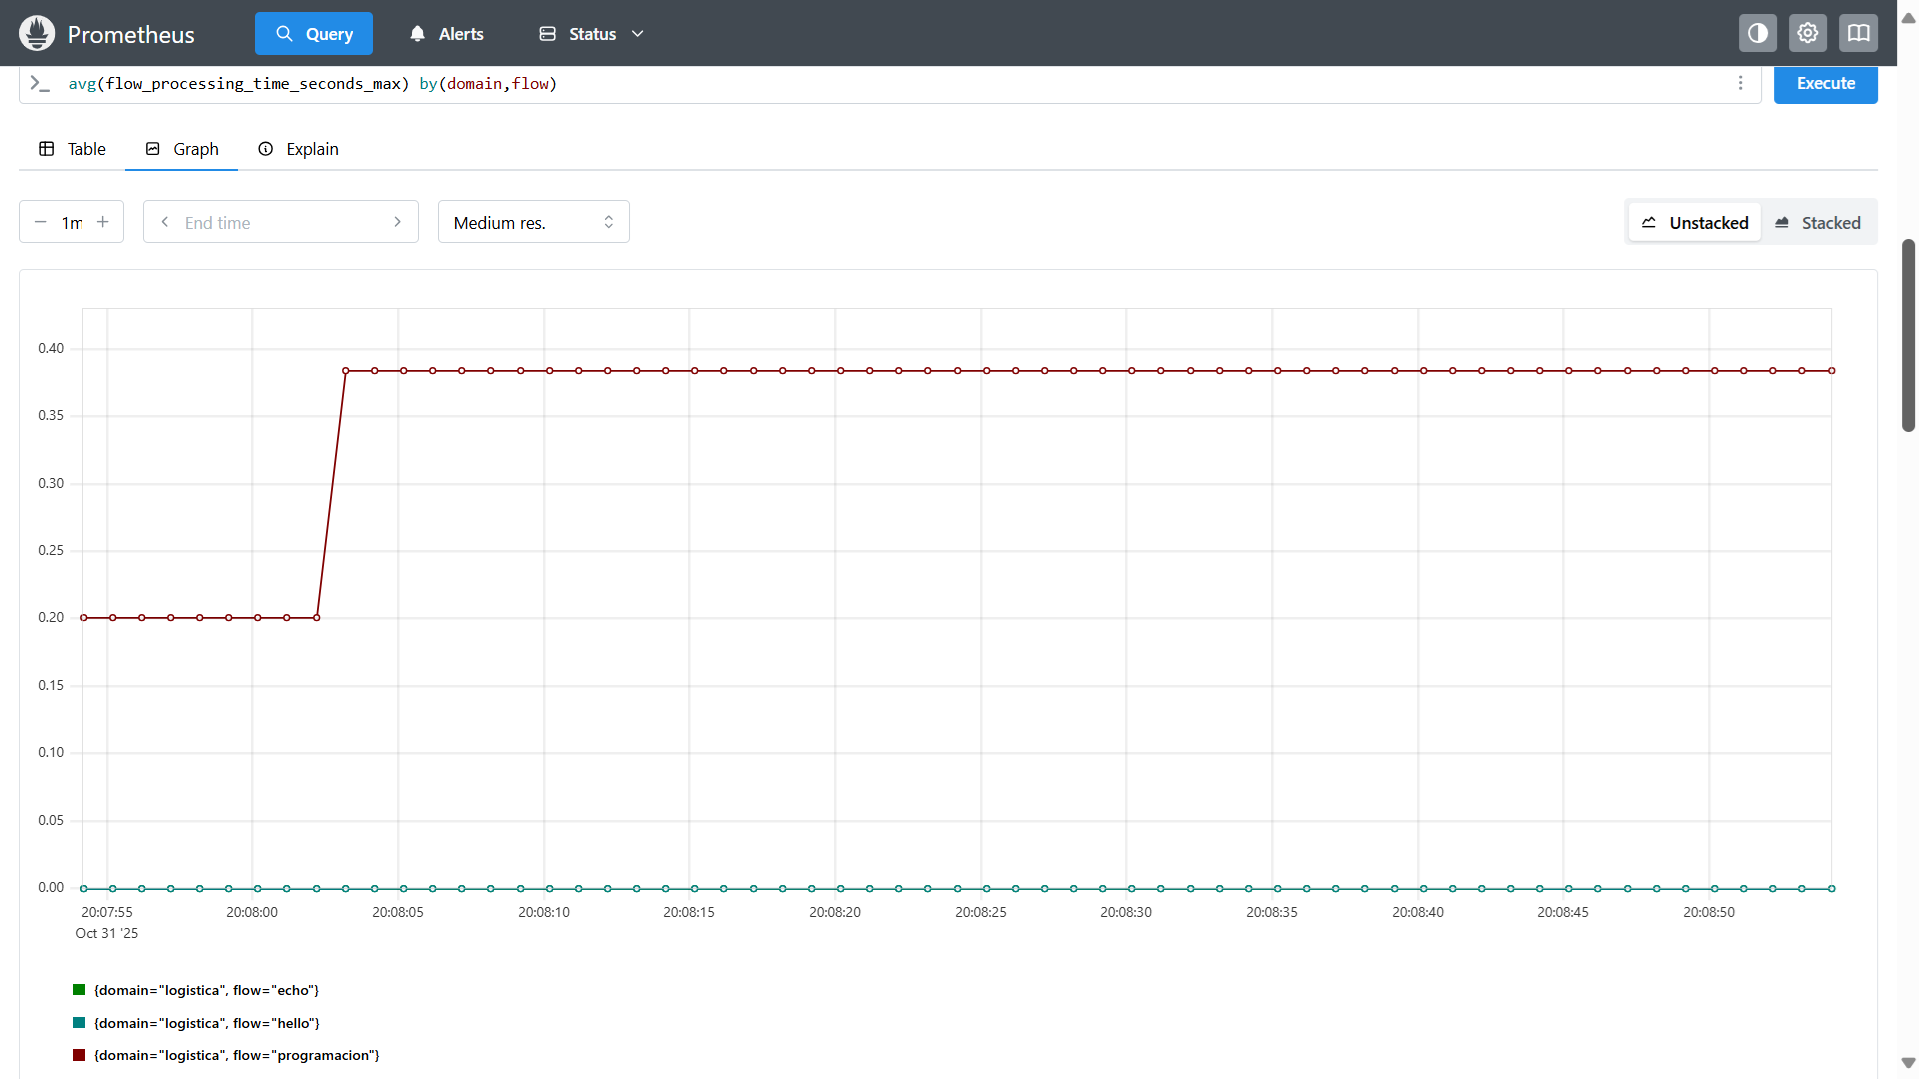 Prometheus
Query
Alerts
Status
>_ avg(flow_processing_time_seconds_max) by(domain,flow)
Execute
Table
Graph
Explain
− 1m +
End time
Medium res.
Unstacked
Stacked
0.40
0.35
0.30
0.25
0.20
0.15
0.10
0.05
0.00
20:07:55 20:08:00 20:08:05 20:08:10 20:08:15 20:08:20 20:08:25 20:08:30 20:08:35 20:08:40 20:08:45 20:08:50
Oct 31 '25
{domain="logistica", flow="echo"}
{domain="logistica", flow="hello"}
{domain="logistica", flow="programacion"}